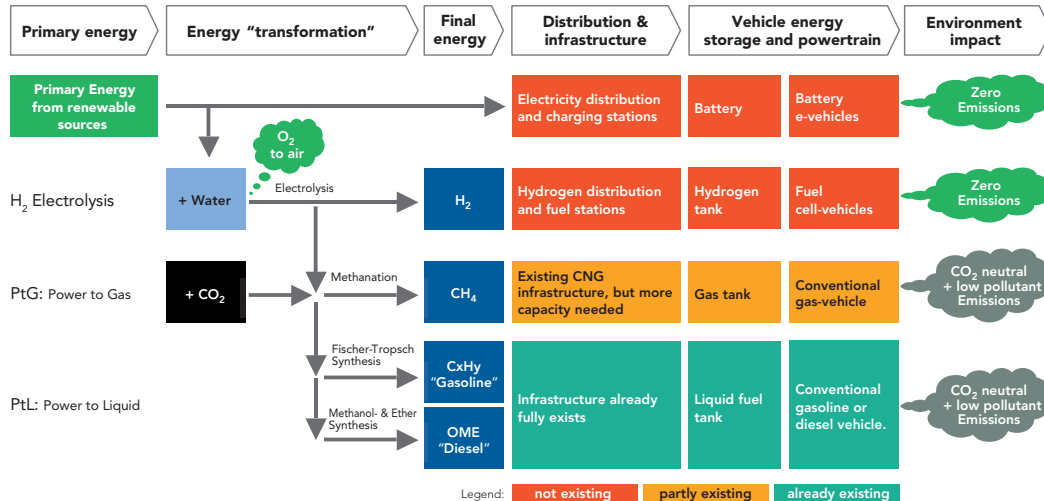 Primary energy
Energy “transformation”
Final
energy
Distribution &
infrastructure
Vehicle energy
storage and powertrain
Environment
impact
Primary Energy
from renewable
sources
Electricity distribution
and charging stations
Battery
Battery
e-vehicles
Zero
Emissions
O2
to air
H2 Electrolysis
+ Water
Electrolysis
H2
Hydrogen distribution
and fuel stations
Hydrogen
tank
Fuel
cell-vehicles
Zero
Emissions
PtG: Power to Gas
+ CO2
Methanation
CH4
Existing CNG
infrastructure, but more
capacity needed
Gas tank
Conventional
gas-vehicle
CO2 neutral
+ low pollutant
Emissions
PtL: Power to Liquid
Fischer-Tropsch
Synthesis
CxHy
“Gasoline”
Methanol- & Ether
Synthesis
OME
“Diesel”
Infrastructure already
fully exists
Liquid fuel
tank
Conventional
gasoline or
diesel vehicle.
CO2 neutral
+ low pollutant
Emissions
Legend:
not existing
partly existing
already existing